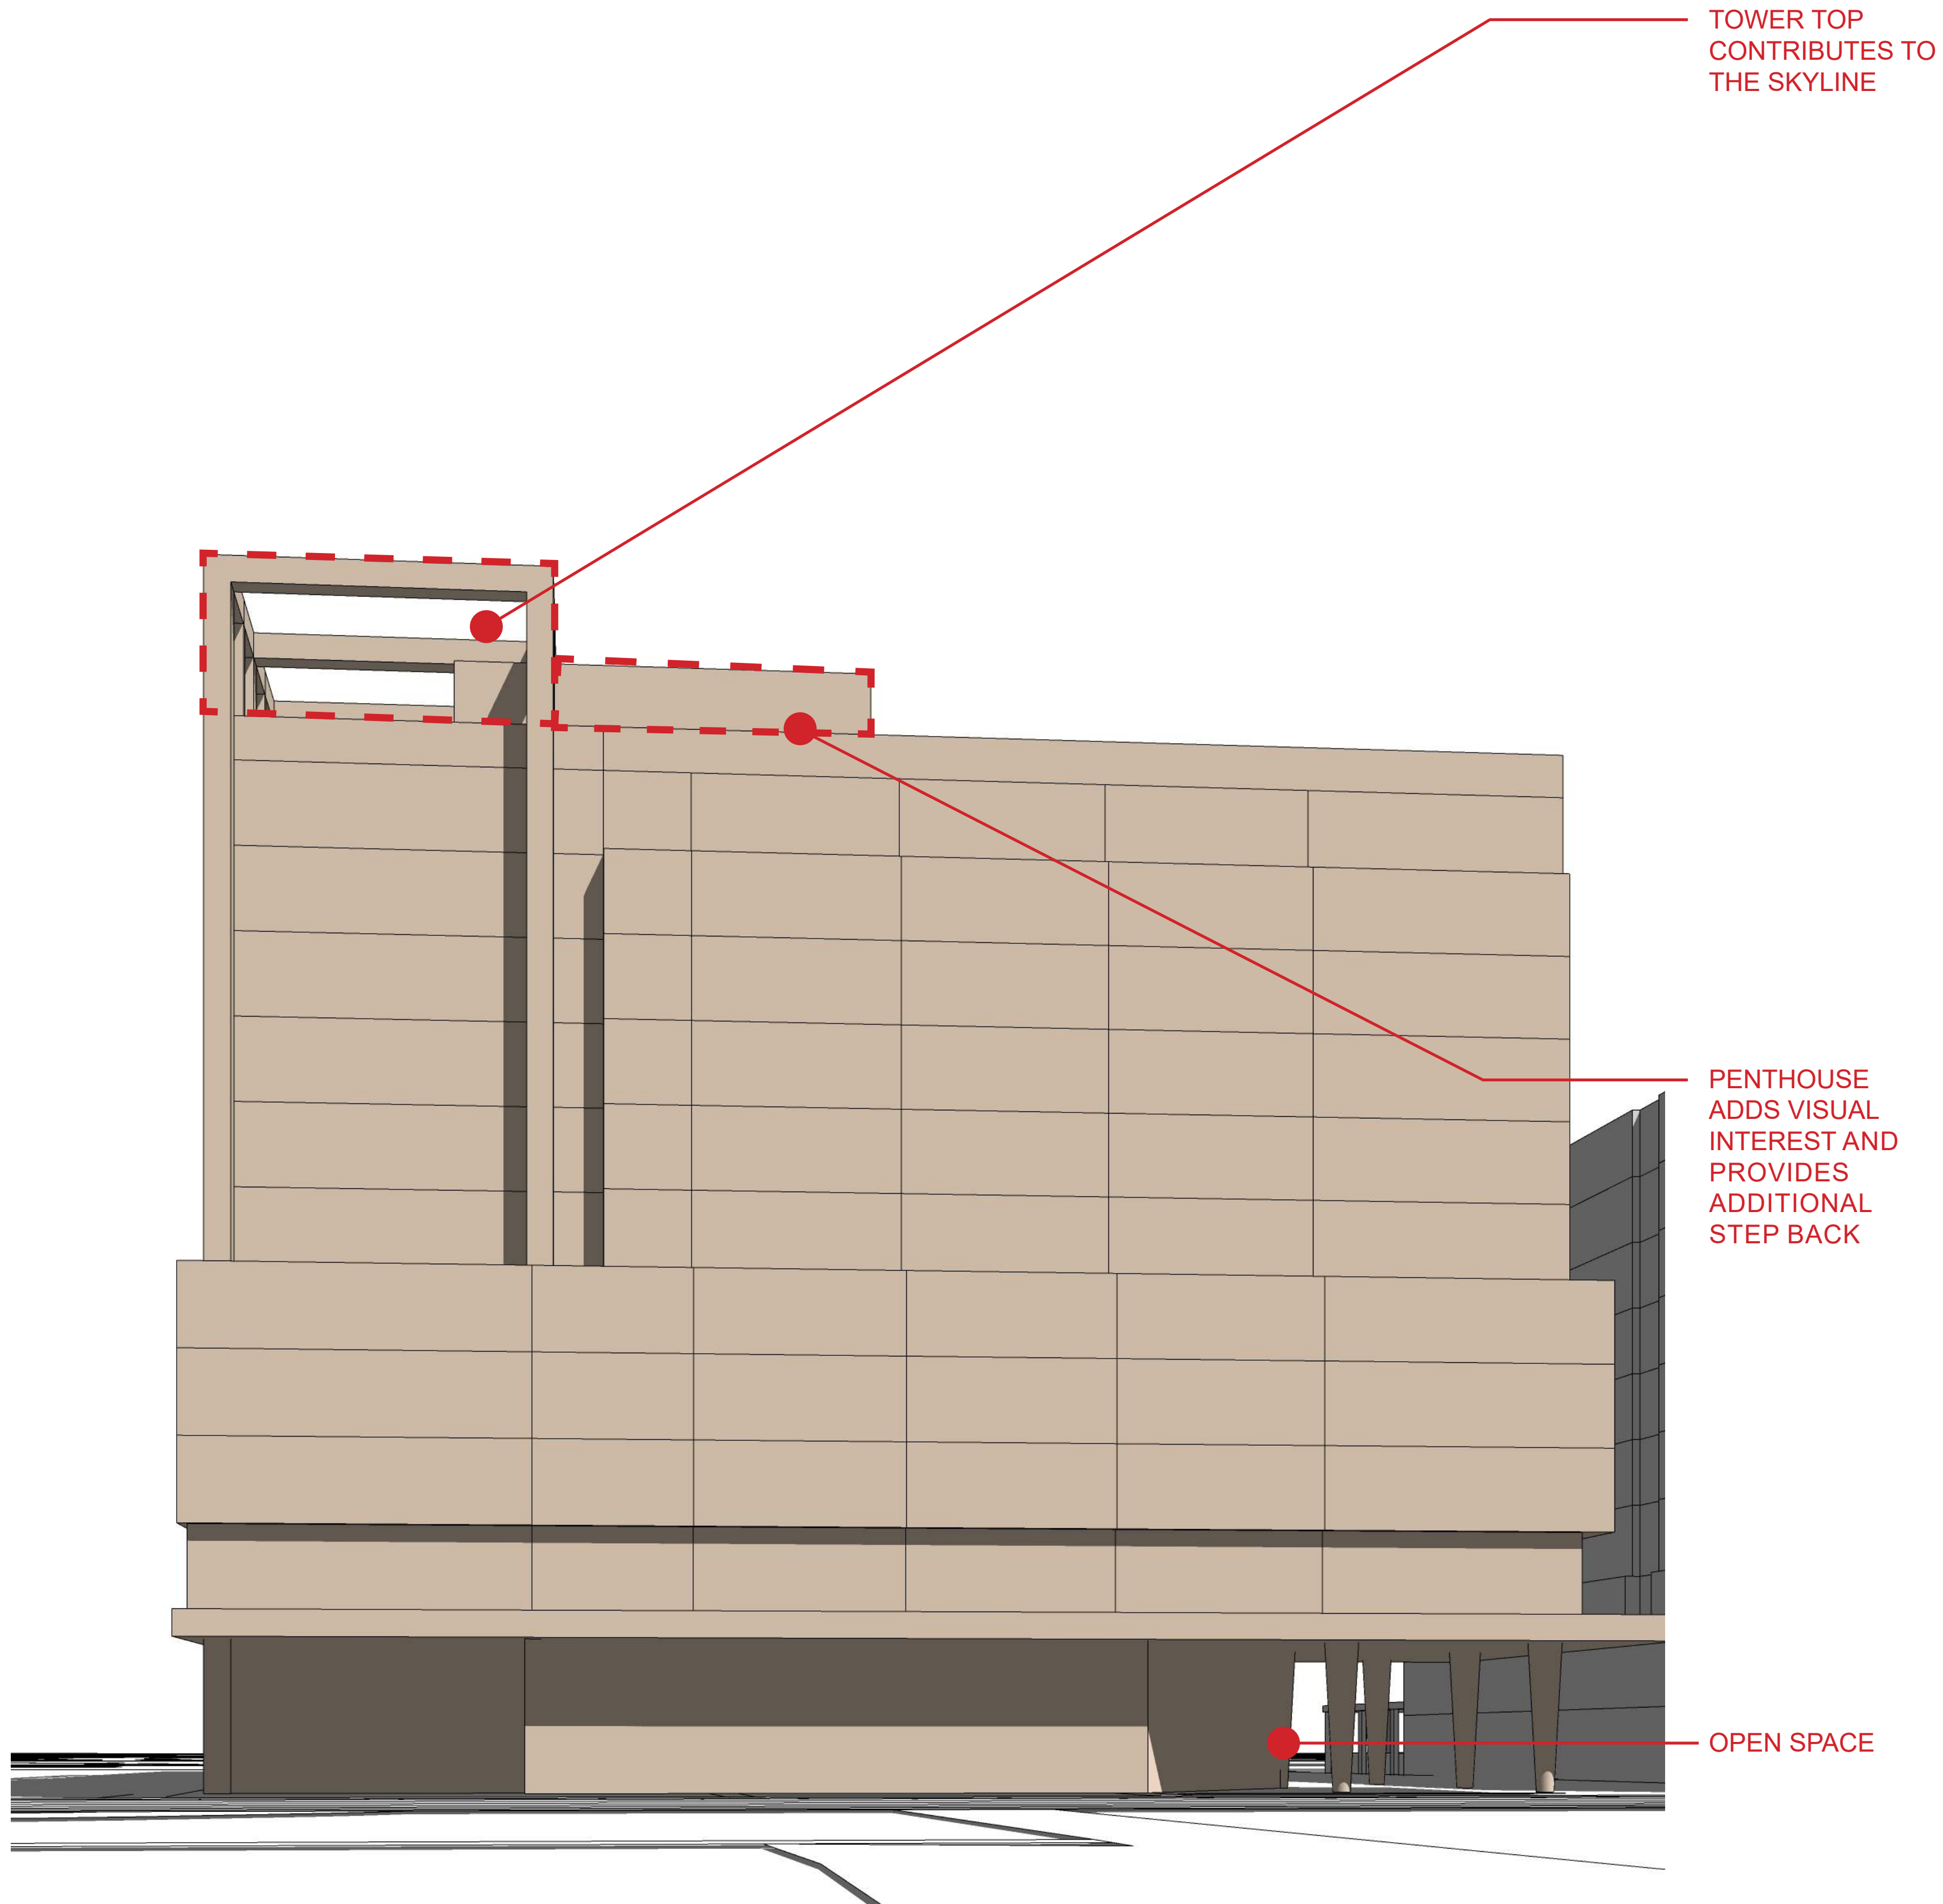 TOWER TOP
CONTRIBUTES TO
THE SKYLINE
PENTHOUSE
ADDS VISUAL
INTEREST AND
PROVIDES
ADDITIONAL
STEP BACK
OPEN SPACE